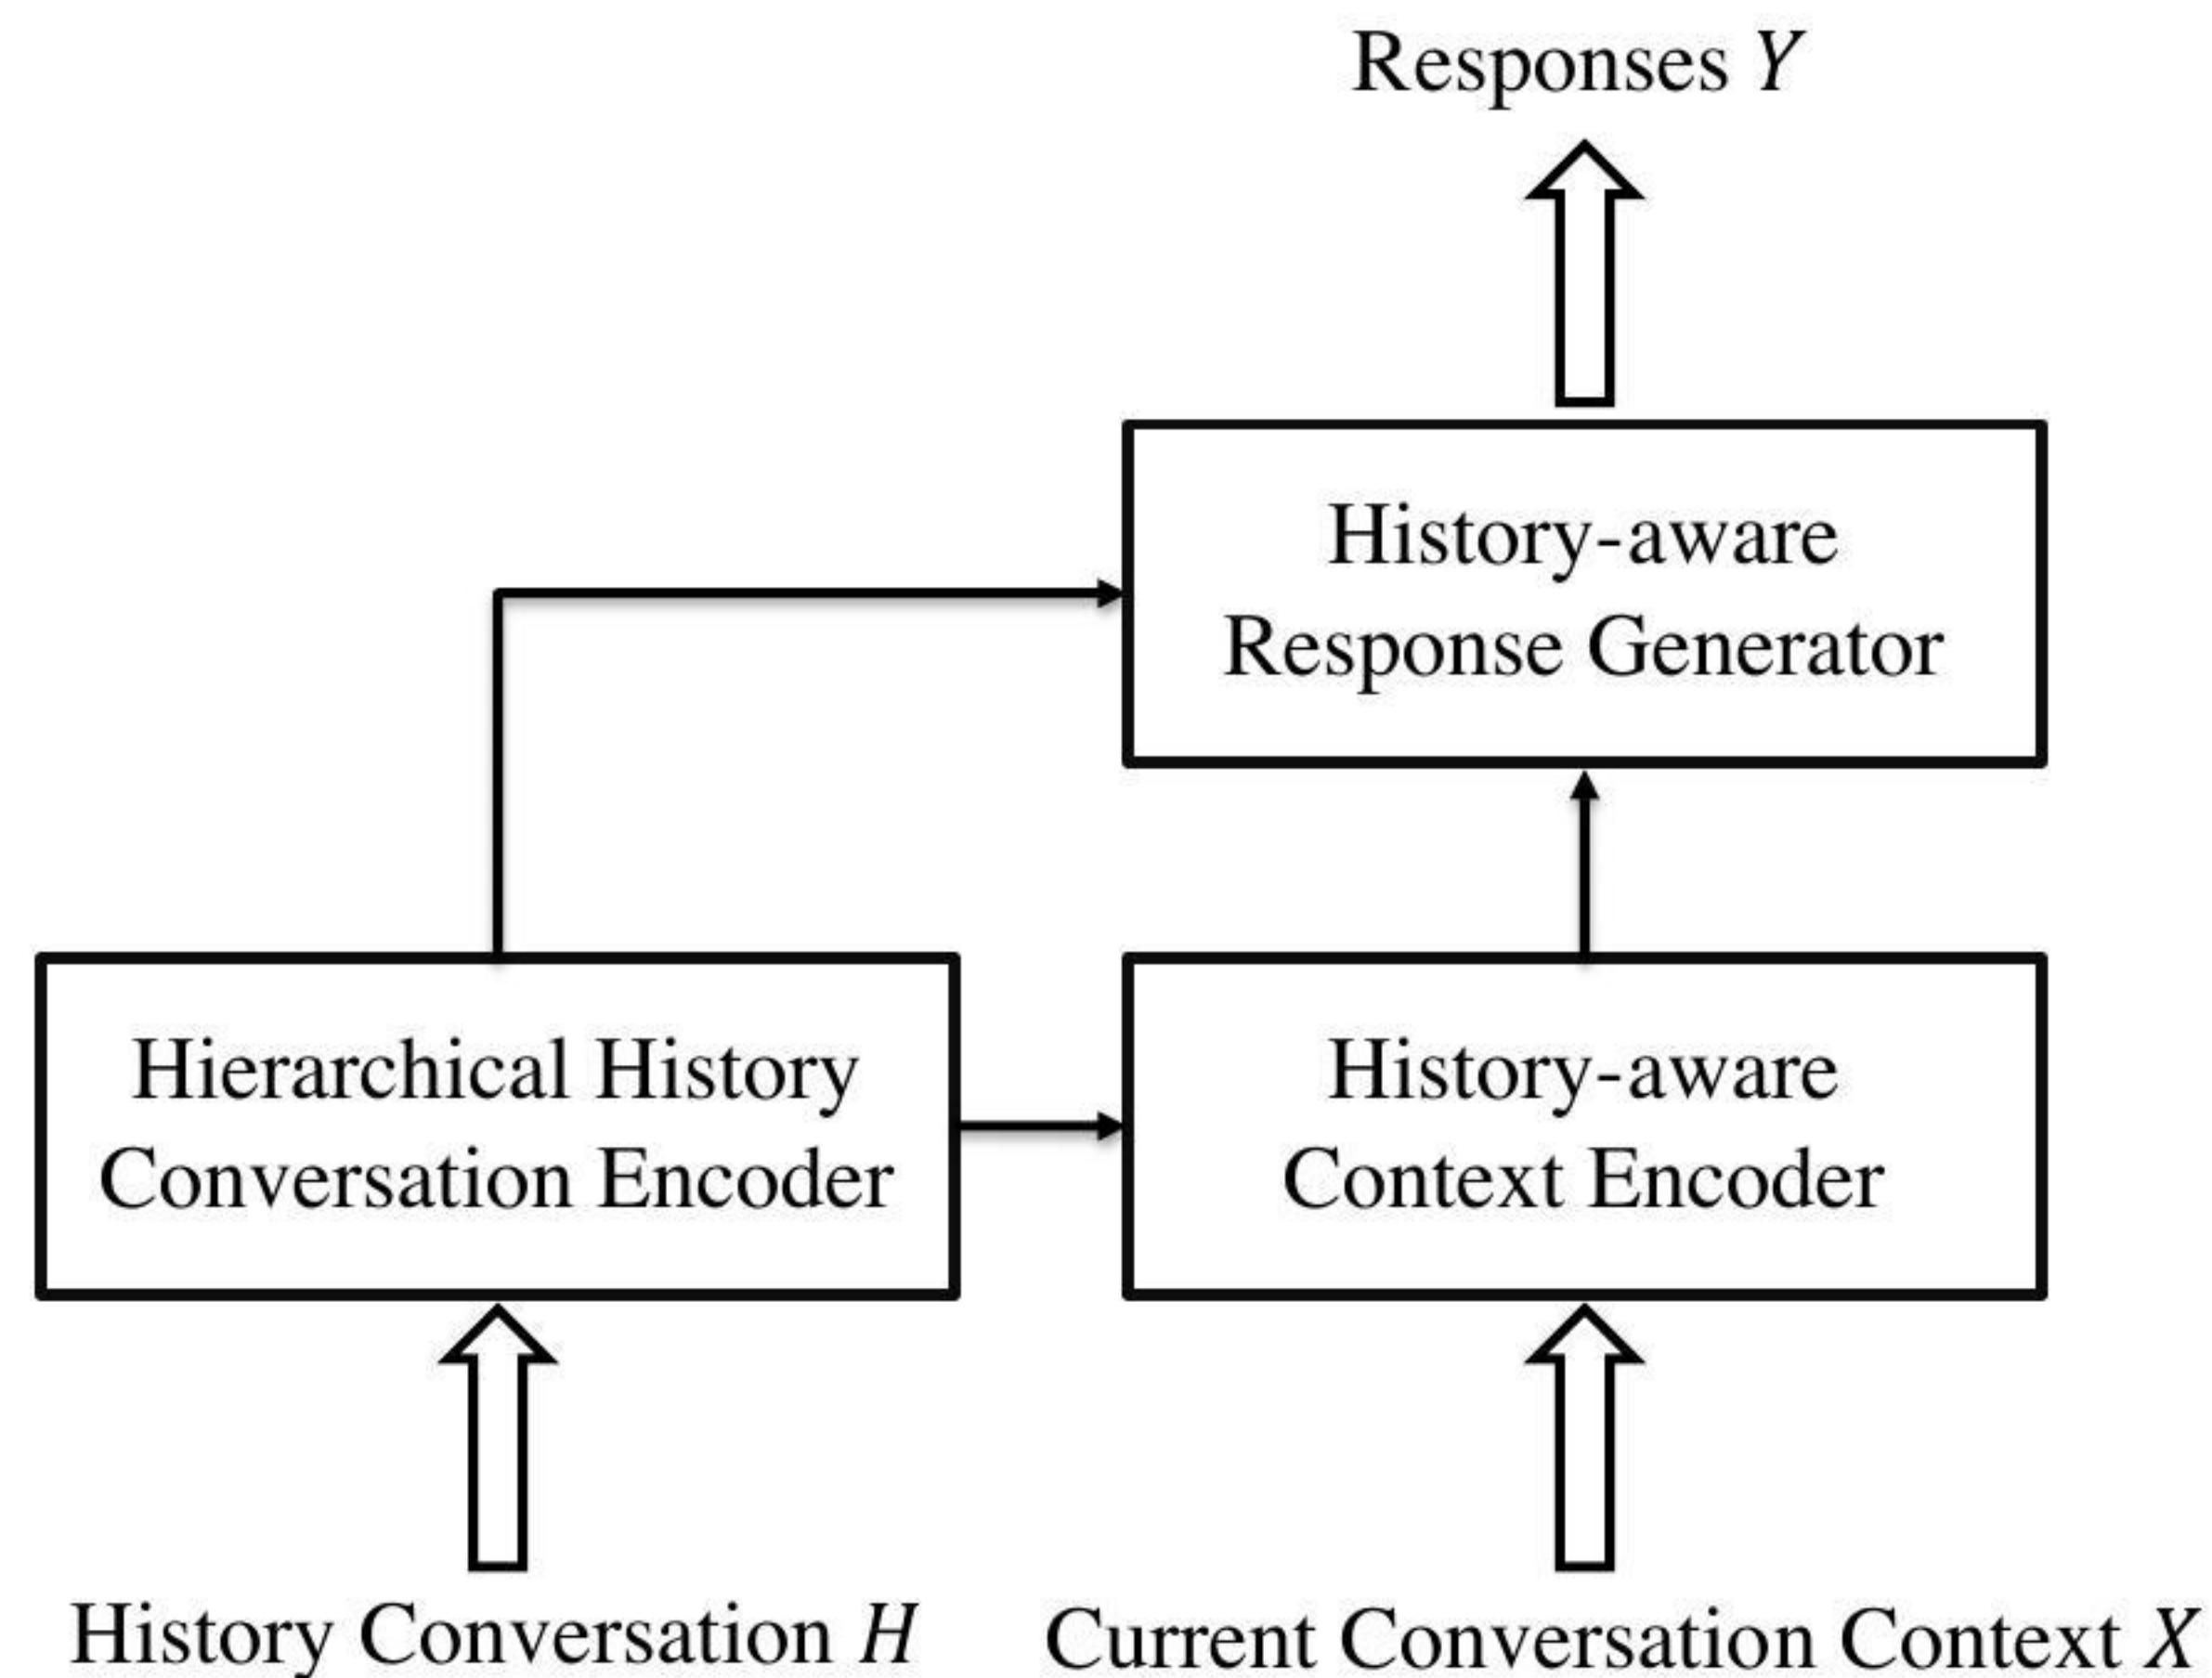 Responses Y
History-aware
Response Generator
Hierarchical History
Conversation Encoder
History-aware
Context Encoder
History Conversation H
Current Conversation Context X